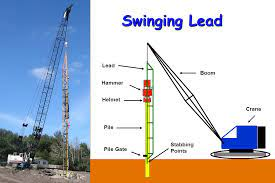 Swinging Lead
Lead
Hammer
Helmet
Boom
Crane
Pile
Pile Gate
Stabbing
Points